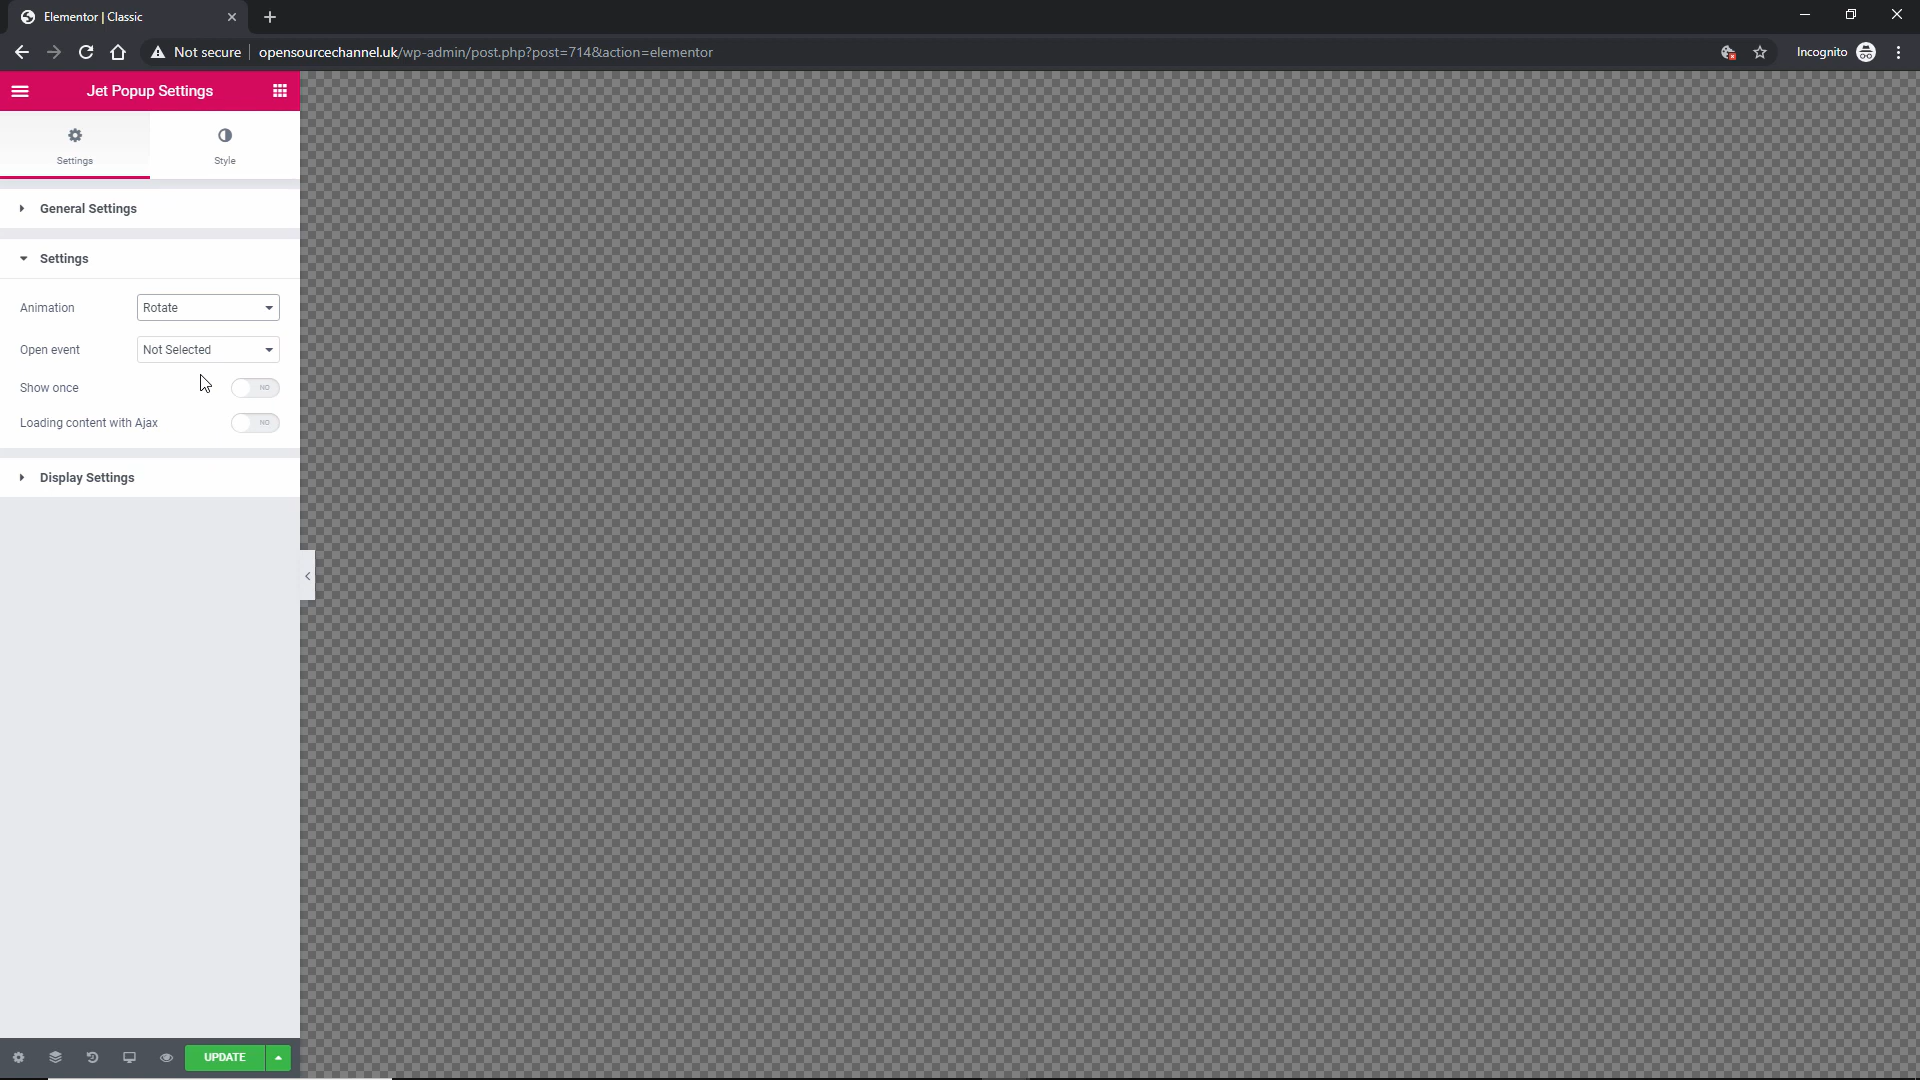 Elementor | Classic
Not secure opensourcechannel.uk/wp-admin/post.php?post=714&action=elementor
Incognito
Jet Popup Settings
Settings
Style
General Settings
Settings
Animation Rotate
Open event Not Selected
Show once NO
Loading content with Ajax NO
Display Settings
UPDATE